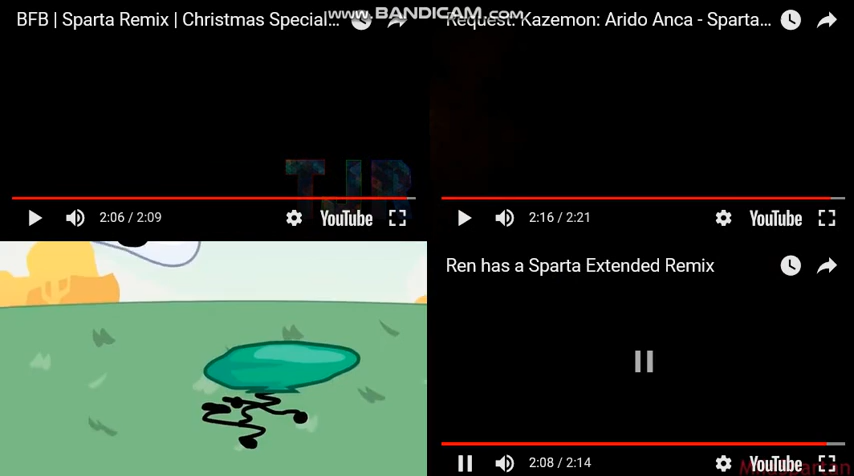 BFB | Sparta Remix | Christmas Special...
www.BANDICAM.com
Request: Kazemon: Arido Anca - Sparta...
TJR
2:06 / 2:09
YouTube
2:16 / 2:21
YouTube
Ren has a Sparta Extended Remix
2:08 / 2:14
YouTube